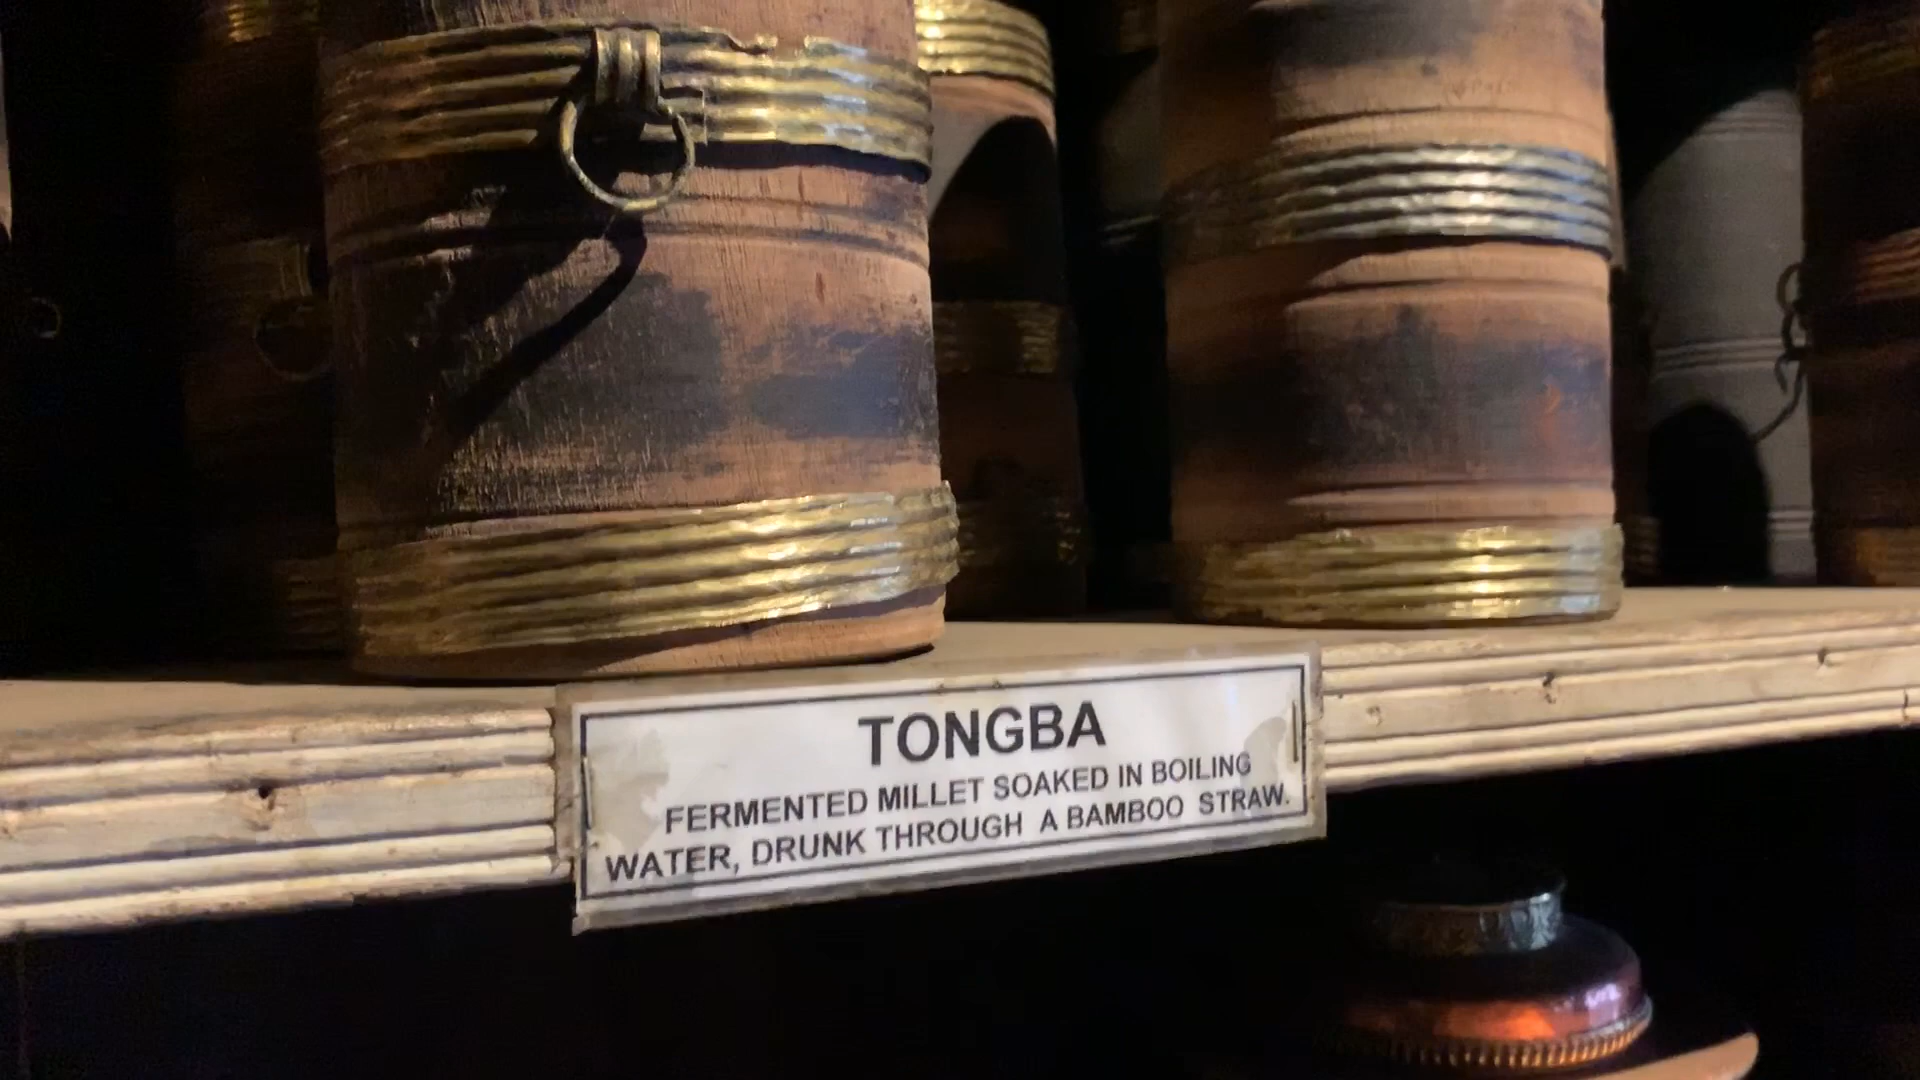 TONGBA
FERMENTED MILLET SOAKED IN BOILING
WATER, DRUNK THROUGH A BAMBOO STRAW.